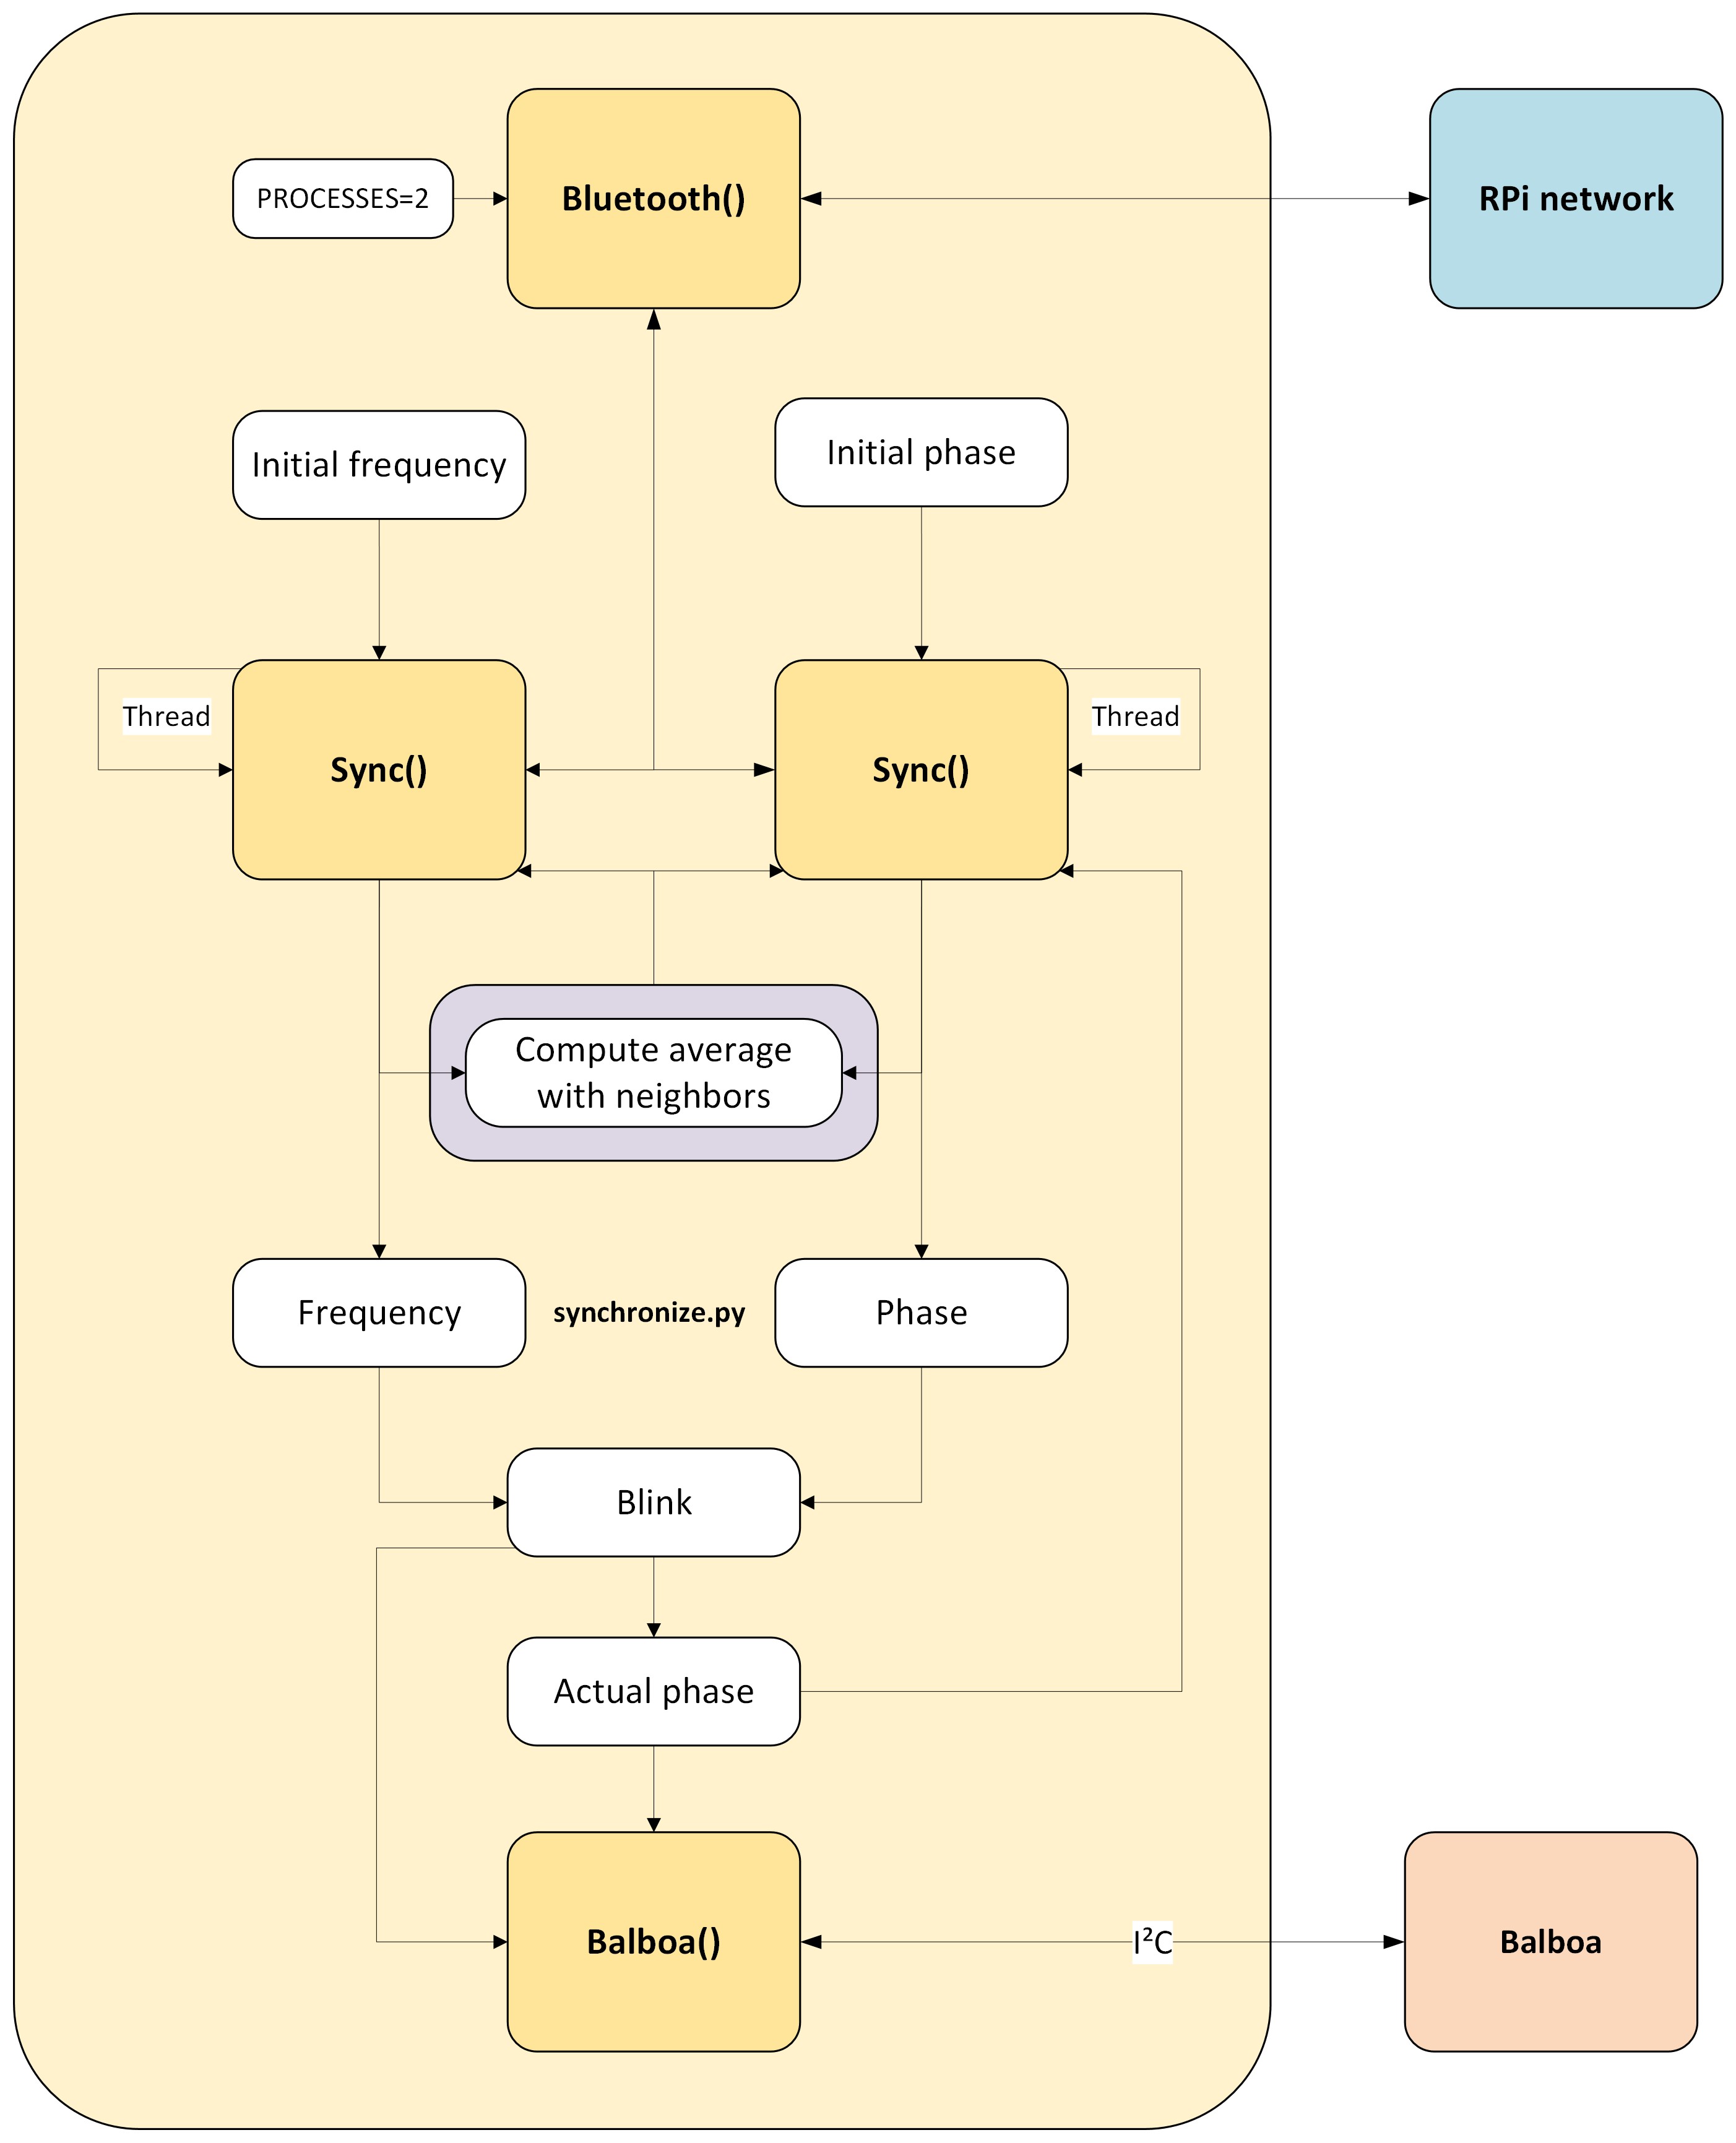 PROCESSES=2
Bluetooth()
RPi network
Initial frequency
Initial phase
Thread
Sync()
Sync()
Thread
Compute average
with neighbors
Frequency
synchronize.py
Phase
Blink
Actual phase
Balboa()
I²C
Balboa